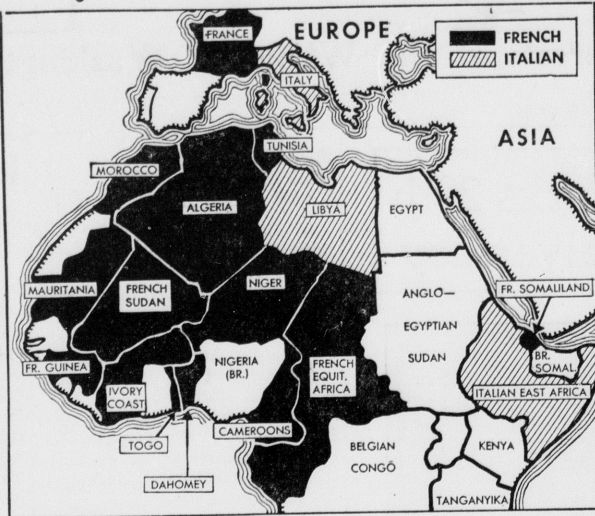 FRANCE
EUROPE
FRENCH
ITALIAN
ITALY
ASIA
TUNISIA
MOROCCO
ALGERIA
LIBYA
EGYPT
MAURITANIA
FRENCH
SUDAN
NIGER
ANGLO—
EGYPTIAN
SUDAN
FR. SOMALILAND
FR. GUINEA
IVORY
COAST
NIGERIA
(BR.)
FRENCH
EQUIT.
AFRICA
BR.
SOMAL.
ITALIAN EAST AFRICA
TOGO
CAMEROONS
DAHOMEY
BELGIAN
CONGO
KENYA
TANGANYIKA